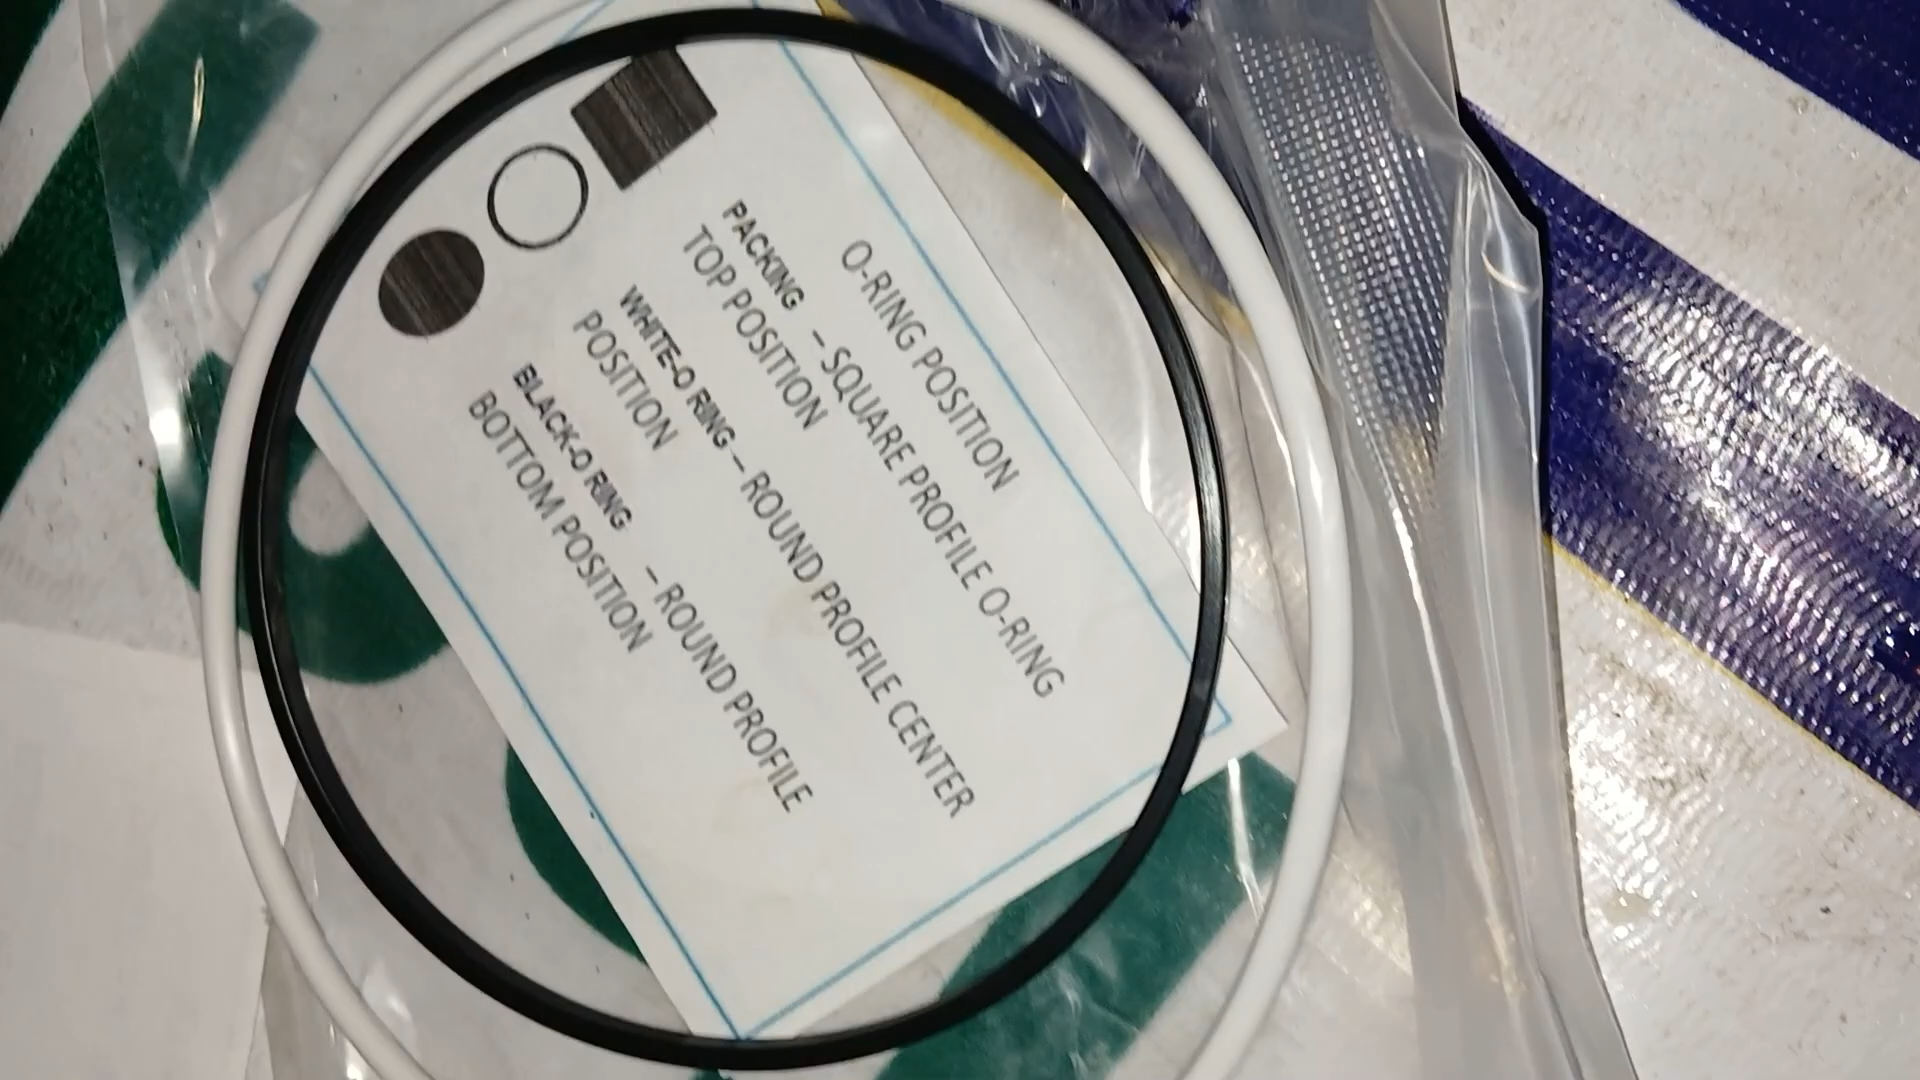 O-RING POSITION
PACKING – SQUARE PROFILE O-RING
TOP POSITION
WHITE-O RING – ROUND PROFILE CENTER
POSITION
BLACK-O RING – ROUND PROFILE
BOTTOM POSITION